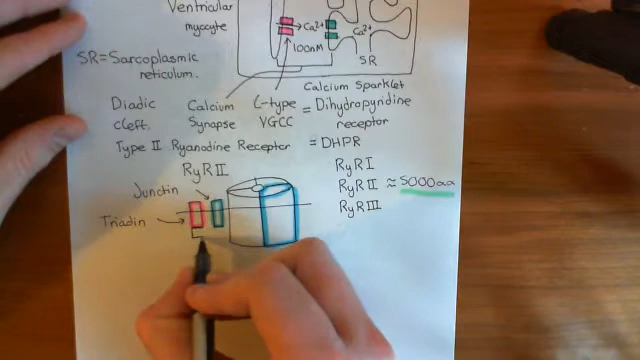 Ventricular
myocyte
Ca2+
100nM
Ca2+
SR
SR = Sarcoplasmic
reticulum.
Calcium Sparklet
Diadic Calcium L-type = Dihydropyridine
cleft. Synapse VGCC receptor
Type II Ryanodine Receptor = DHPR
RyR II
RyR I
Junctin
RyR II ≈ 5000aa
RyR III
Triadin